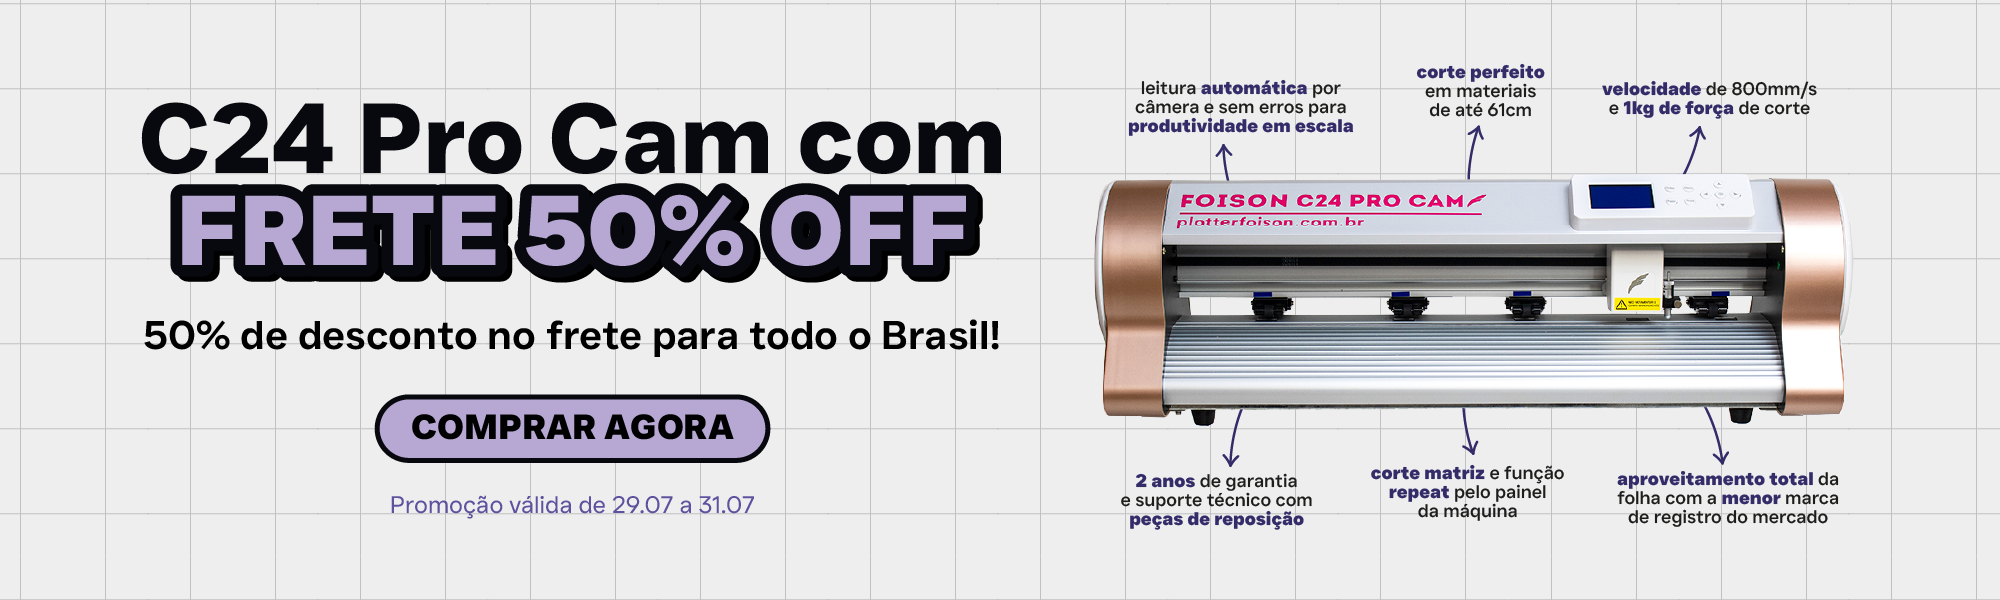 C24 Pro Cam com
FRETE 50% OFF
50% de desconto no frete para todo o Brasil!
COMPRAR AGORA
Promoção válida de 29.07 a 31.07
leitura automática por
câmera e sem erros para
produtividade em escala
corte perfeito
em materiais
de até 61cm
velocidade de 800mm/s
e 1kg de força de corte
FOISON C24 PRO CAM
plotterfoison.com.br
2 anos de garantia
e suporte técnico com
peças de reposição
corte matriz e função
repeat pelo painel
da máquina
aproveitamento total da
folha com a menor marca
de registro do mercado